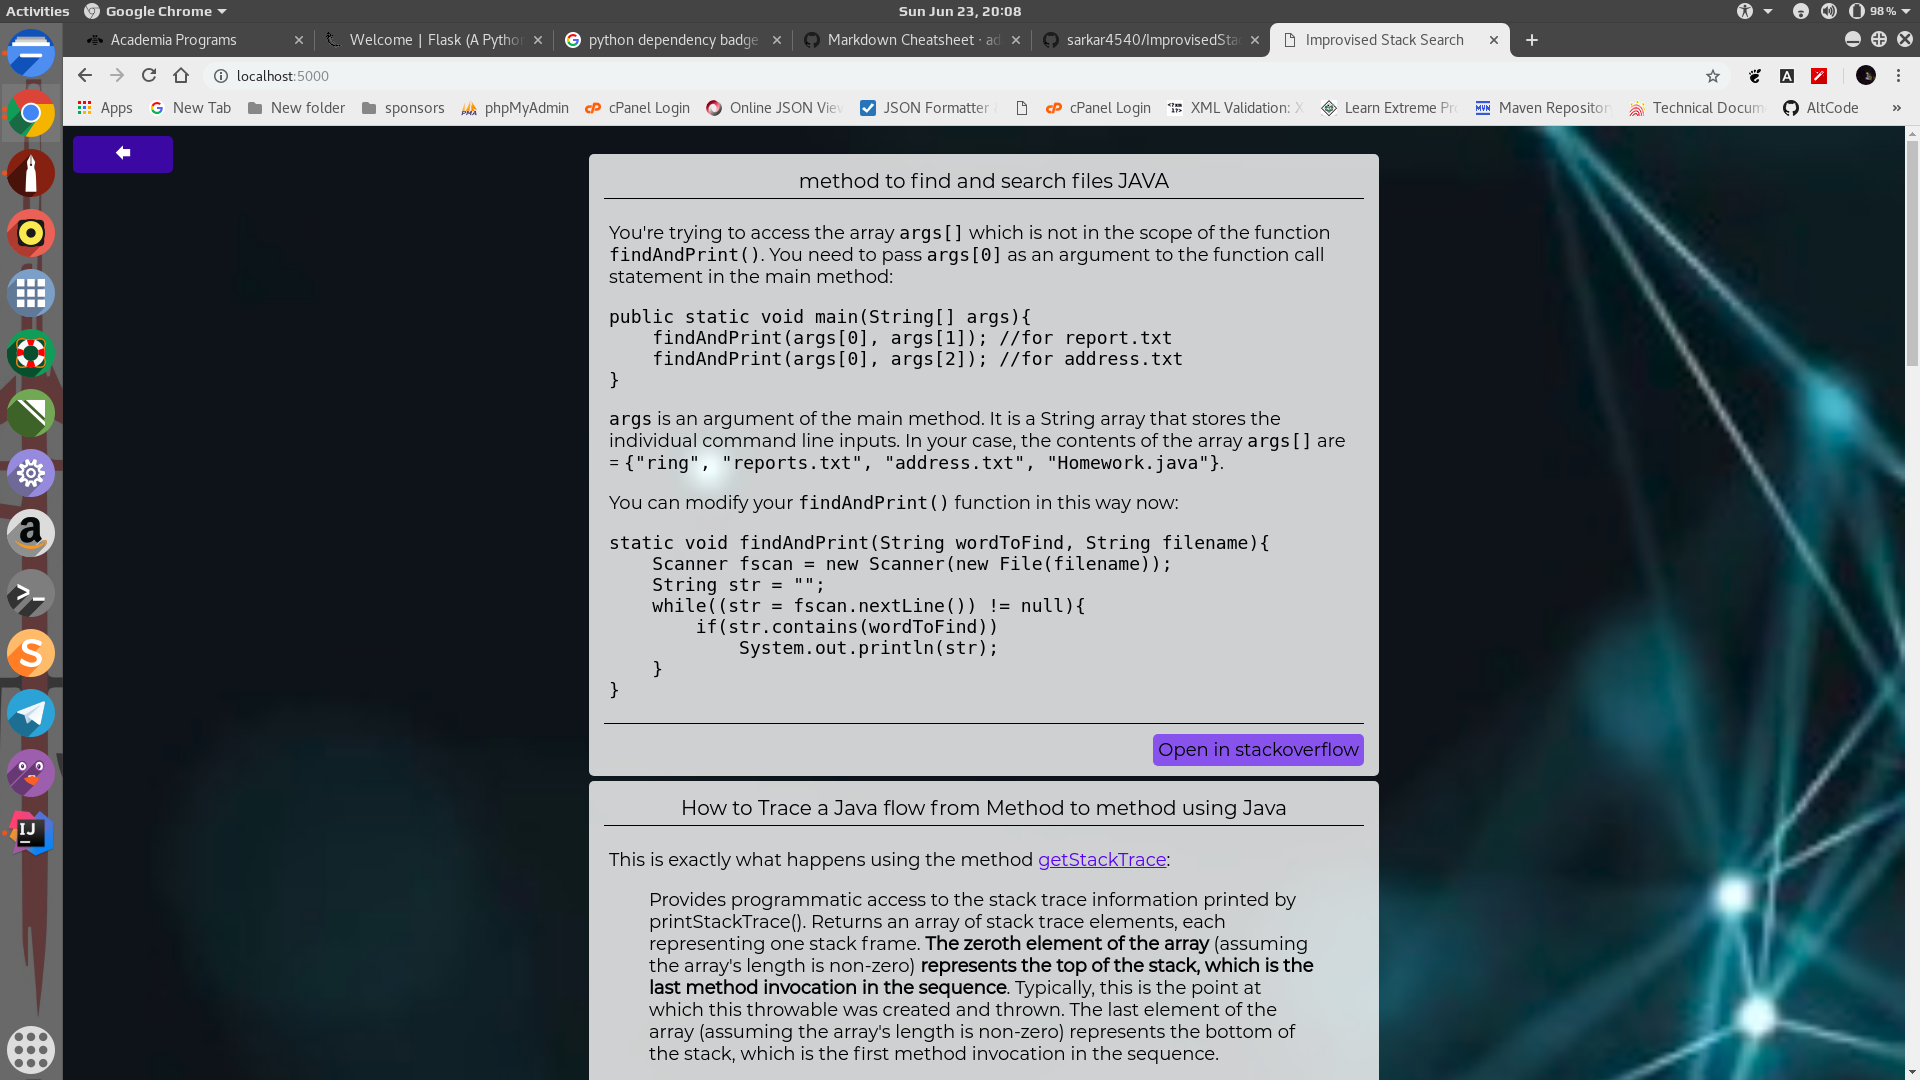 Activities Google Chrome Sun Jun 23, 20:08 98 %
Academia Programs Welcome | Flask (A Pytho python dependency badge Markdown Cheatsheet · ad sarkar4540/ImprovisedSta Improvised Stack Search
localhost:5000
Apps New Tab New folder sponsors phpMyAdmin cPanel Login Online JSON Vie JSON Formatter cPanel Login XML Validation: X Learn Extreme Pr Maven Repositor Technical Docum AltCode »
method to find and search files JAVA
You're trying to access the array args[] which is not in the scope of the function
findAndPrint(). You need to pass args[0] as an argument to the function call
statement in the main method:
public static void main(String[] args){
    findAndPrint(args[0], args[1]); //for report.txt
    findAndPrint(args[0], args[2]); //for address.txt
}
args is an argument of the main method. It is a String array that stores the
individual command line inputs. In your case, the contents of the array args[] are
= {"ring", "reports.txt", "address.txt", "Homework.java"}.
You can modify your findAndPrint() function in this way now:
static void findAndPrint(String wordToFind, String filename){
    Scanner fscan = new Scanner(new File(filename));
    String str = "";
    while((str = fscan.nextLine()) != null){
        if(str.contains(wordToFind))
            System.out.println(str);
    }
}
Open in stackoverflow
How to Trace a Java flow from Method to method using Java
This is exactly what happens using the method getStackTrace:
Provides programmatic access to the stack trace information printed by
printStackTrace(). Returns an array of stack trace elements, each
representing one stack frame. The zeroth element of the array (assuming
the array's length is non-zero) represents the top of the stack, which is the
last method invocation in the sequence. Typically, this is the point at
which this throwable was created and thrown. The last element of the
array (assuming the array's length is non-zero) represents the bottom of
the stack, which is the first method invocation in the sequence.